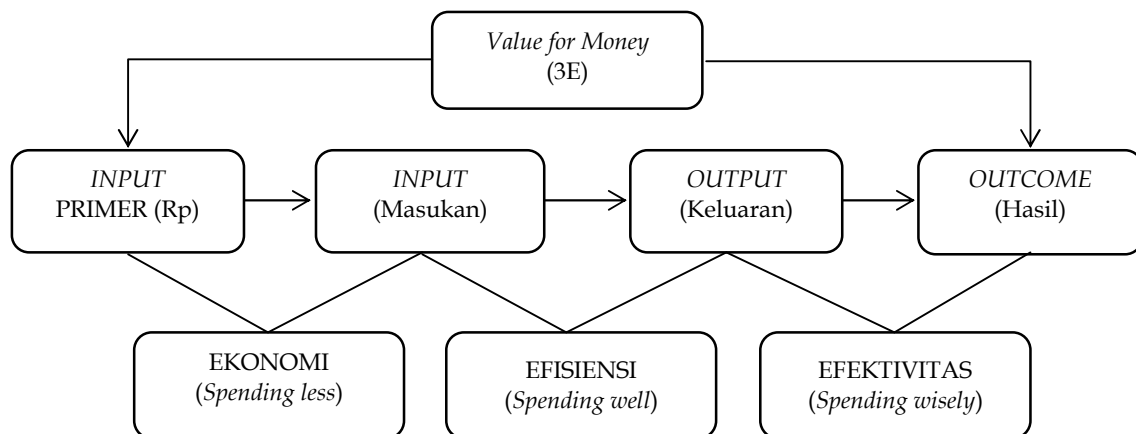 Value for Money
(3E)
INPUT
PRIMER (Rp)
INPUT
(Masukan)
OUTPUT
(Keluaran)
OUTCOME
(Hasil)
EKONOMI
(Spending less)
EFISIENSI
(Spending well)
EFEKTIVITAS
(Spending wisely)